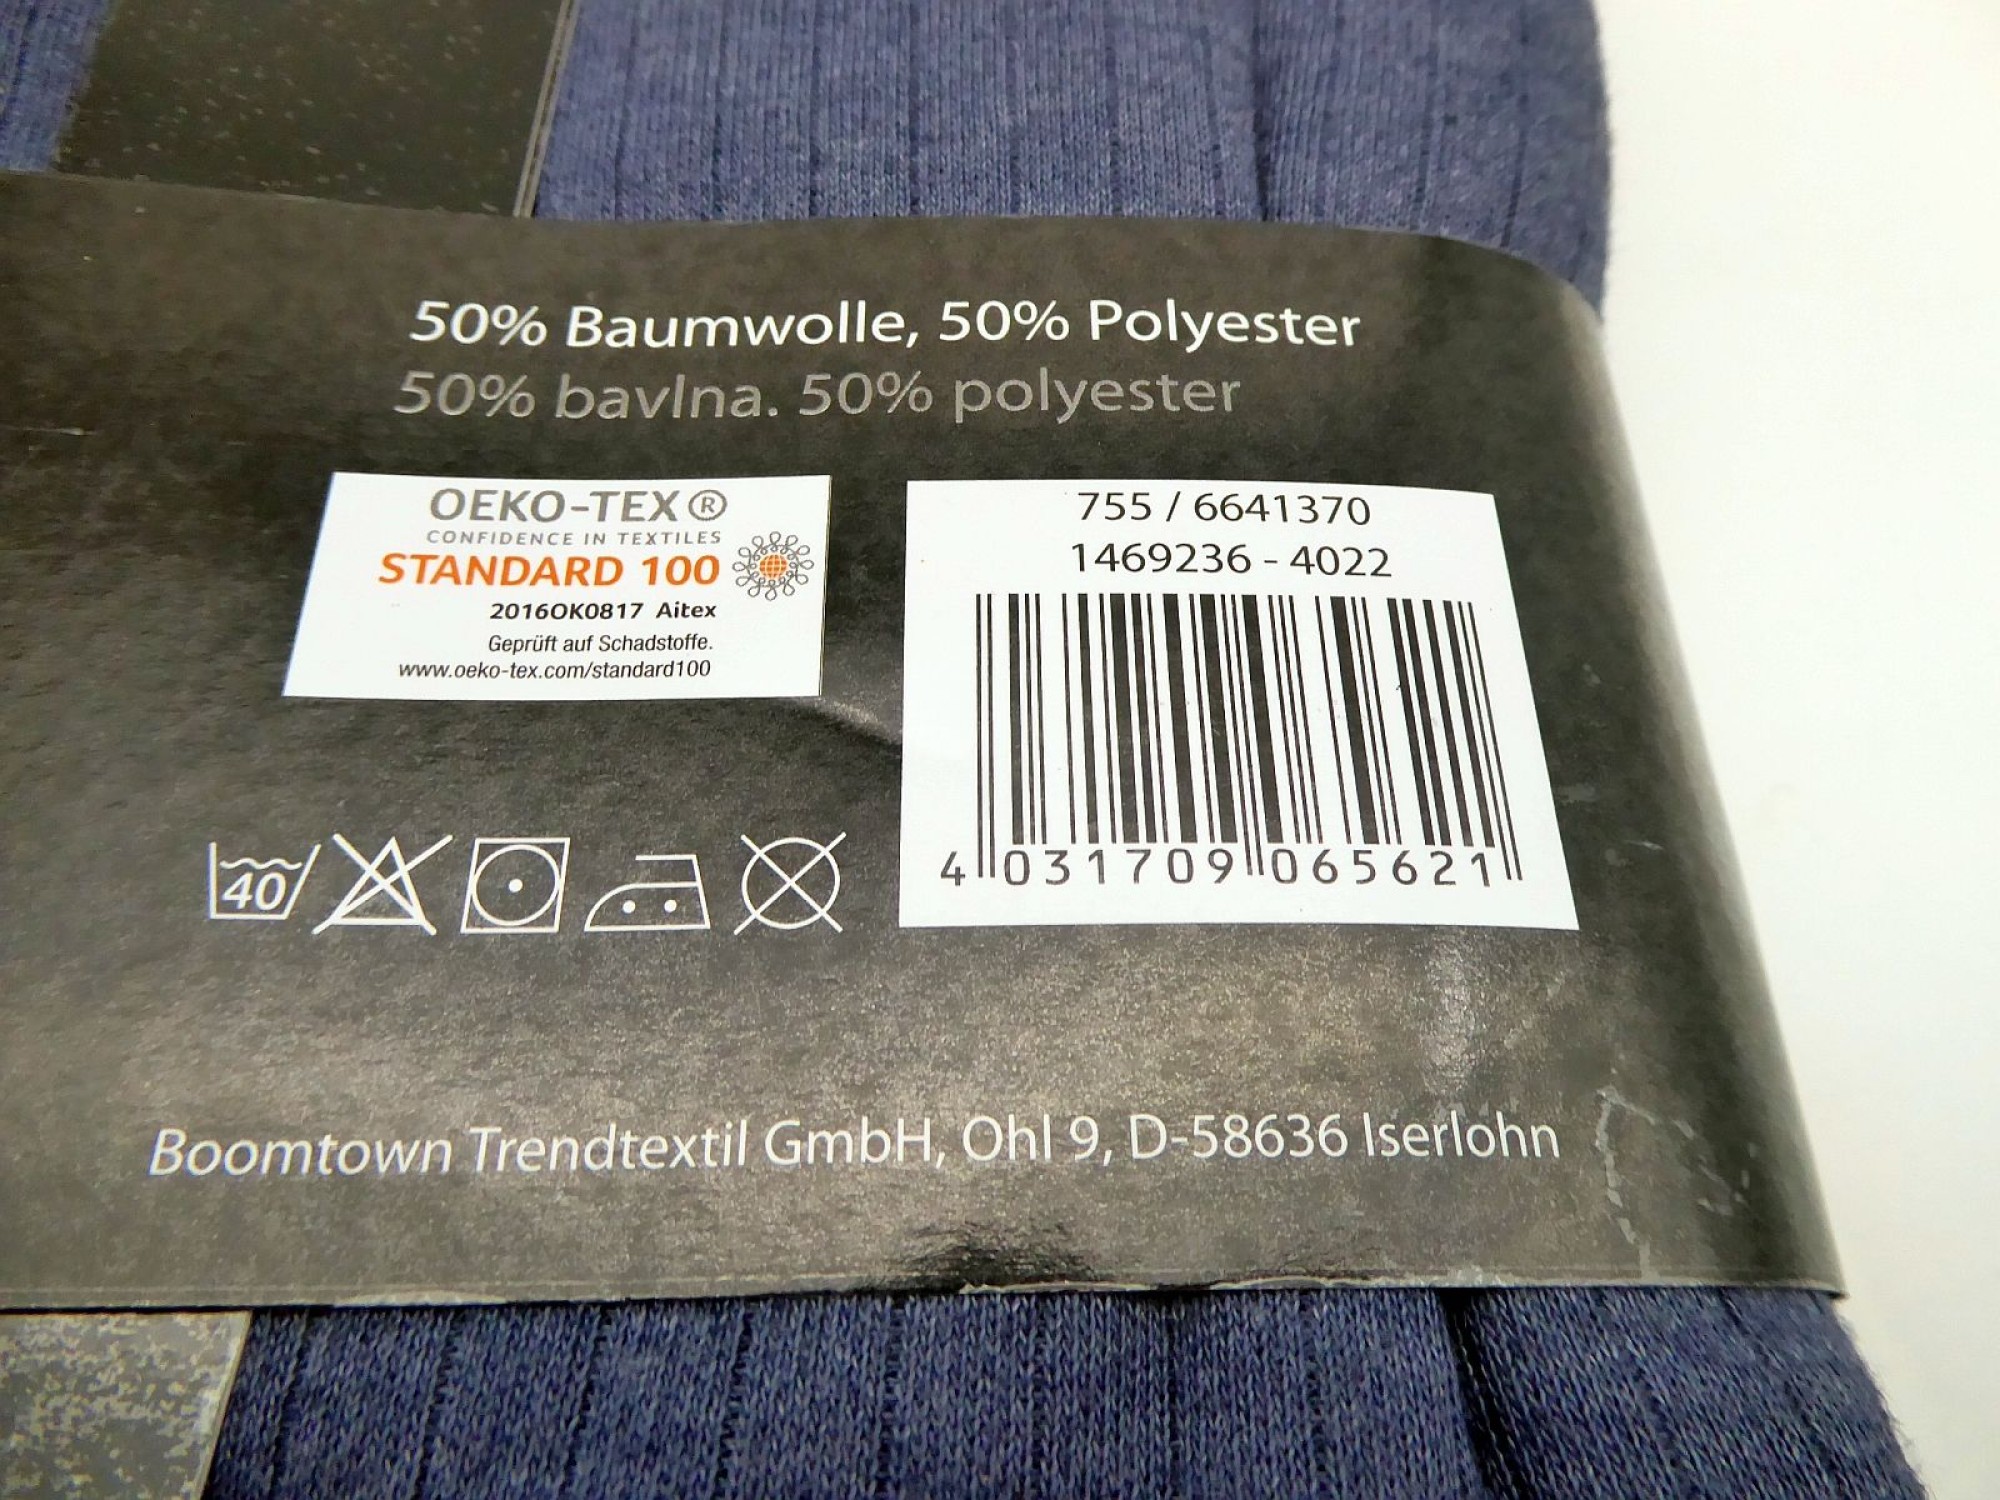 50% Baumwolle, 50% Polyester
50% bavlna. 50% polyester
OEKO-TEX®
CONFIDENCE IN TEXTILES
STANDARD 100
2016OK0817 Aitex
Geprüft auf Schadstoffe.
www.oeko-tex.com/standard100
755 / 6641370
1469236 - 4022
4 031709 065621
40
Boomtown Trendtextil GmbH, Ohl 9, D-58636 Iserlohn